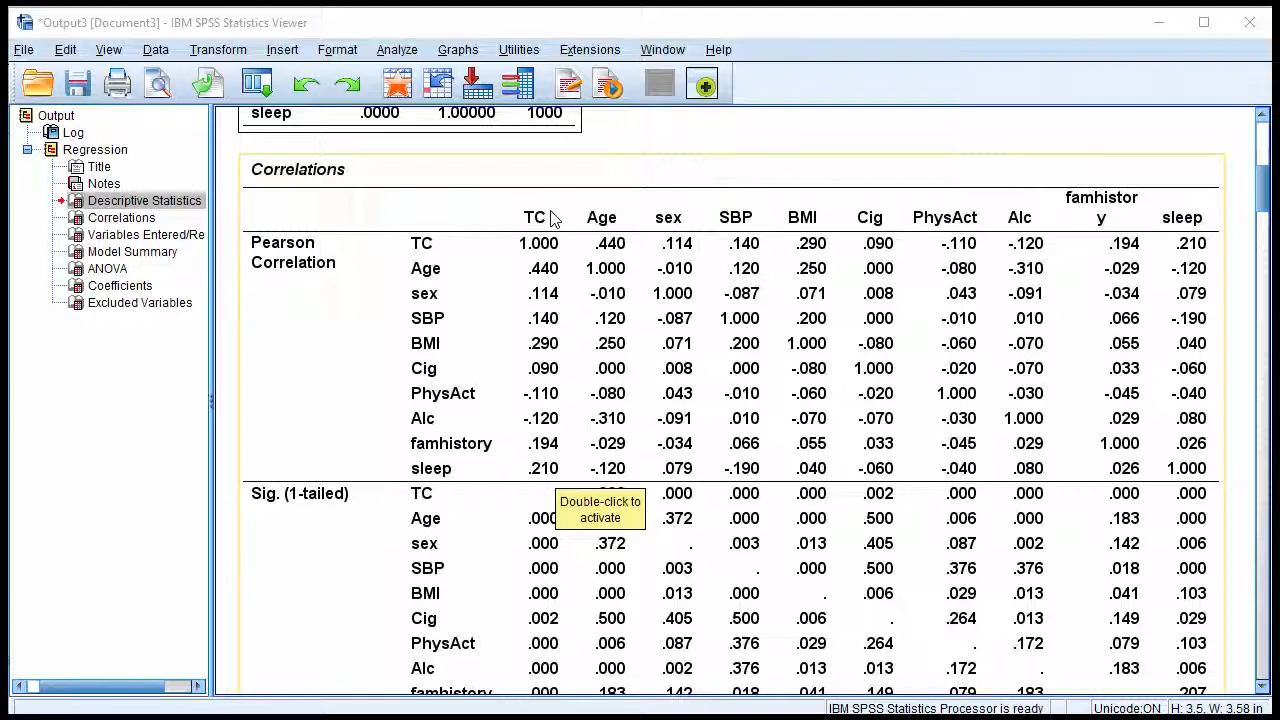 *Output3 [Document3] - IBM SPSS Statistics Viewer
File Edit View Data Transform Insert Format Analyze Graphs Utilities Extensions Window Help
Output
Log
Regression
Title
Notes
Descriptive Statistics
Correlations
Variables Entered/Re
Model Summary
ANOVA
Coefficients
Excluded Variables
sleep .0000 1.00000 1000
Correlations
TC Age sex SBP BMI Cig PhysAct Alc famhistory sleep
Pearson Correlation TC 1.000 .440 .114 .140 .290 .090 -.110 -.120 .194 .210
Age .440 1.000 -.010 .120 .250 .000 -.080 -.310 -.029 -.120
sex .114 -.010 1.000 -.087 .071 .008 .043 -.091 -.034 .079
SBP .140 .120 -.087 1.000 .200 .000 -.010 .010 .066 -.190
BMI .290 .250 .071 .200 1.000 -.080 -.060 -.070 .055 .040
Cig .090 .000 .008 .000 -.080 1.000 -.020 -.070 .033 -.060
PhysAct -.110 -.080 .043 -.010 -.060 -.020 1.000 -.030 -.045 -.040
Alc -.120 -.310 -.091 .010 -.070 -.070 -.030 1.000 .029 .080
famhistory .194 -.029 -.034 .066 .055 .033 -.045 .029 1.000 .026
sleep .210 -.120 .079 -.190 .040 -.060 -.040 .080 .026 1.000
Sig. (1-tailed) TC .000 .000 .000 .002 .000 .000 .000 .000
Double-click to
activate
Age .000 .372 .000 .000 .500 .006 .000 .183 .000
sex .000 .372 . .003 .013 .405 .087 .002 .142 .006
SBP .000 .000 .003 . .000 .500 .376 .376 .018 .000
BMI .000 .000 .013 .000 . .006 .029 .013 .041 .103
Cig .002 .500 .405 .500 .006 . .264 .013 .149 .029
PhysAct .000 .006 .087 .376 .029 .264 . .172 .079 .103
Alc .000 .000 .002 .376 .013 .013 .172 . .183 .006
famhistory .000 .183 .142 .018 .041 .149 .079 .183 . .207
IBM SPSS Statistics Processor is ready Unicode:ON H: 3.5, W: 3.58 in